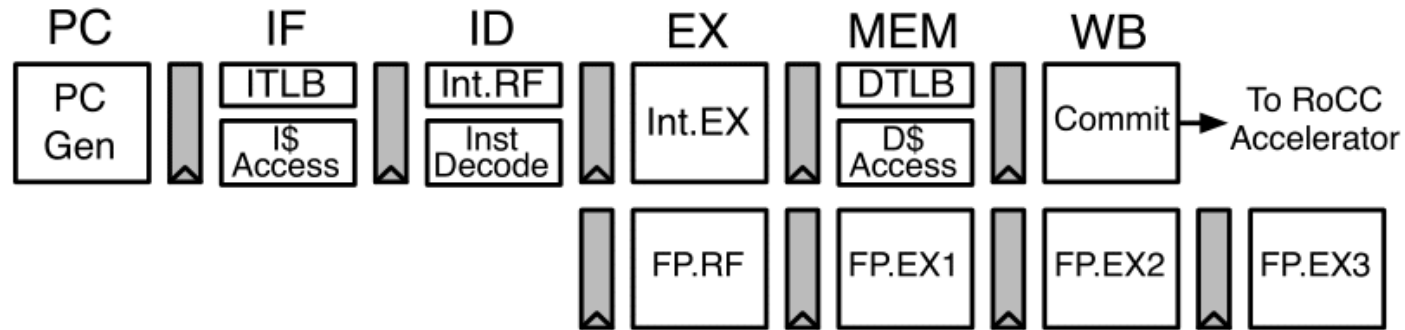 PC IF ID EX MEM WB
PC
Gen
ITLB
I$
Access
Int.RF
Inst
Decode
Int.EX
DTLB
D$
Access
Commit
To RoCC
Accelerator
FP.RF FP.EX1 FP.EX2 FP.EX3